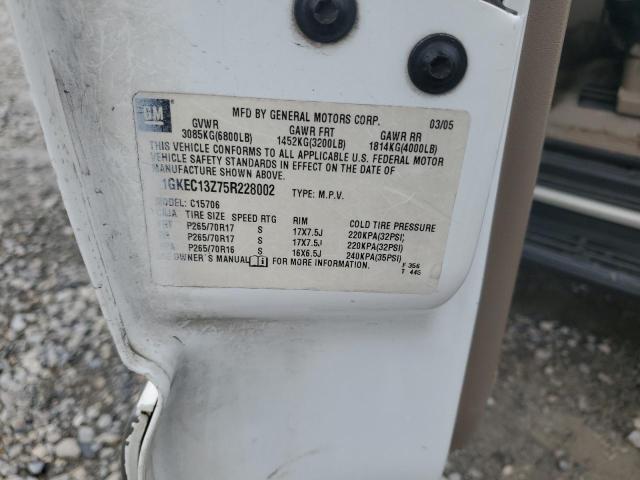 GM
MFD BY GENERAL MOTORS CORP. 03/05
GVWR GAWR FRT GAWR RR
3085KG(6800LB) 1452KG(3200LB) 1814KG(4000LB)
THIS VEHICLE CONFORMS TO ALL APPLICABLE U.S. FEDERAL MOTOR
VEHICLE SAFETY STANDARDS IN EFFECT ON THE DATE OF
MANUFACTURE SHOWN ABOVE.
1GKEC13Z75R228002 TYPE: M.P.V.
MODEL: C15706
TIRE SIZE SPEED RTG RIM COLD TIRE PRESSURE
FRT P265/70R17 S 17X7.5J 220KPA(32PSI)
P265/70R17 S 17X7.5J 220KPA(32PSI)
P265/70R16 S 16X6.5J 240KPA(35PSI)
SEE OWNER'S MANUAL FOR MORE INFORMATION.
F 356
T 445